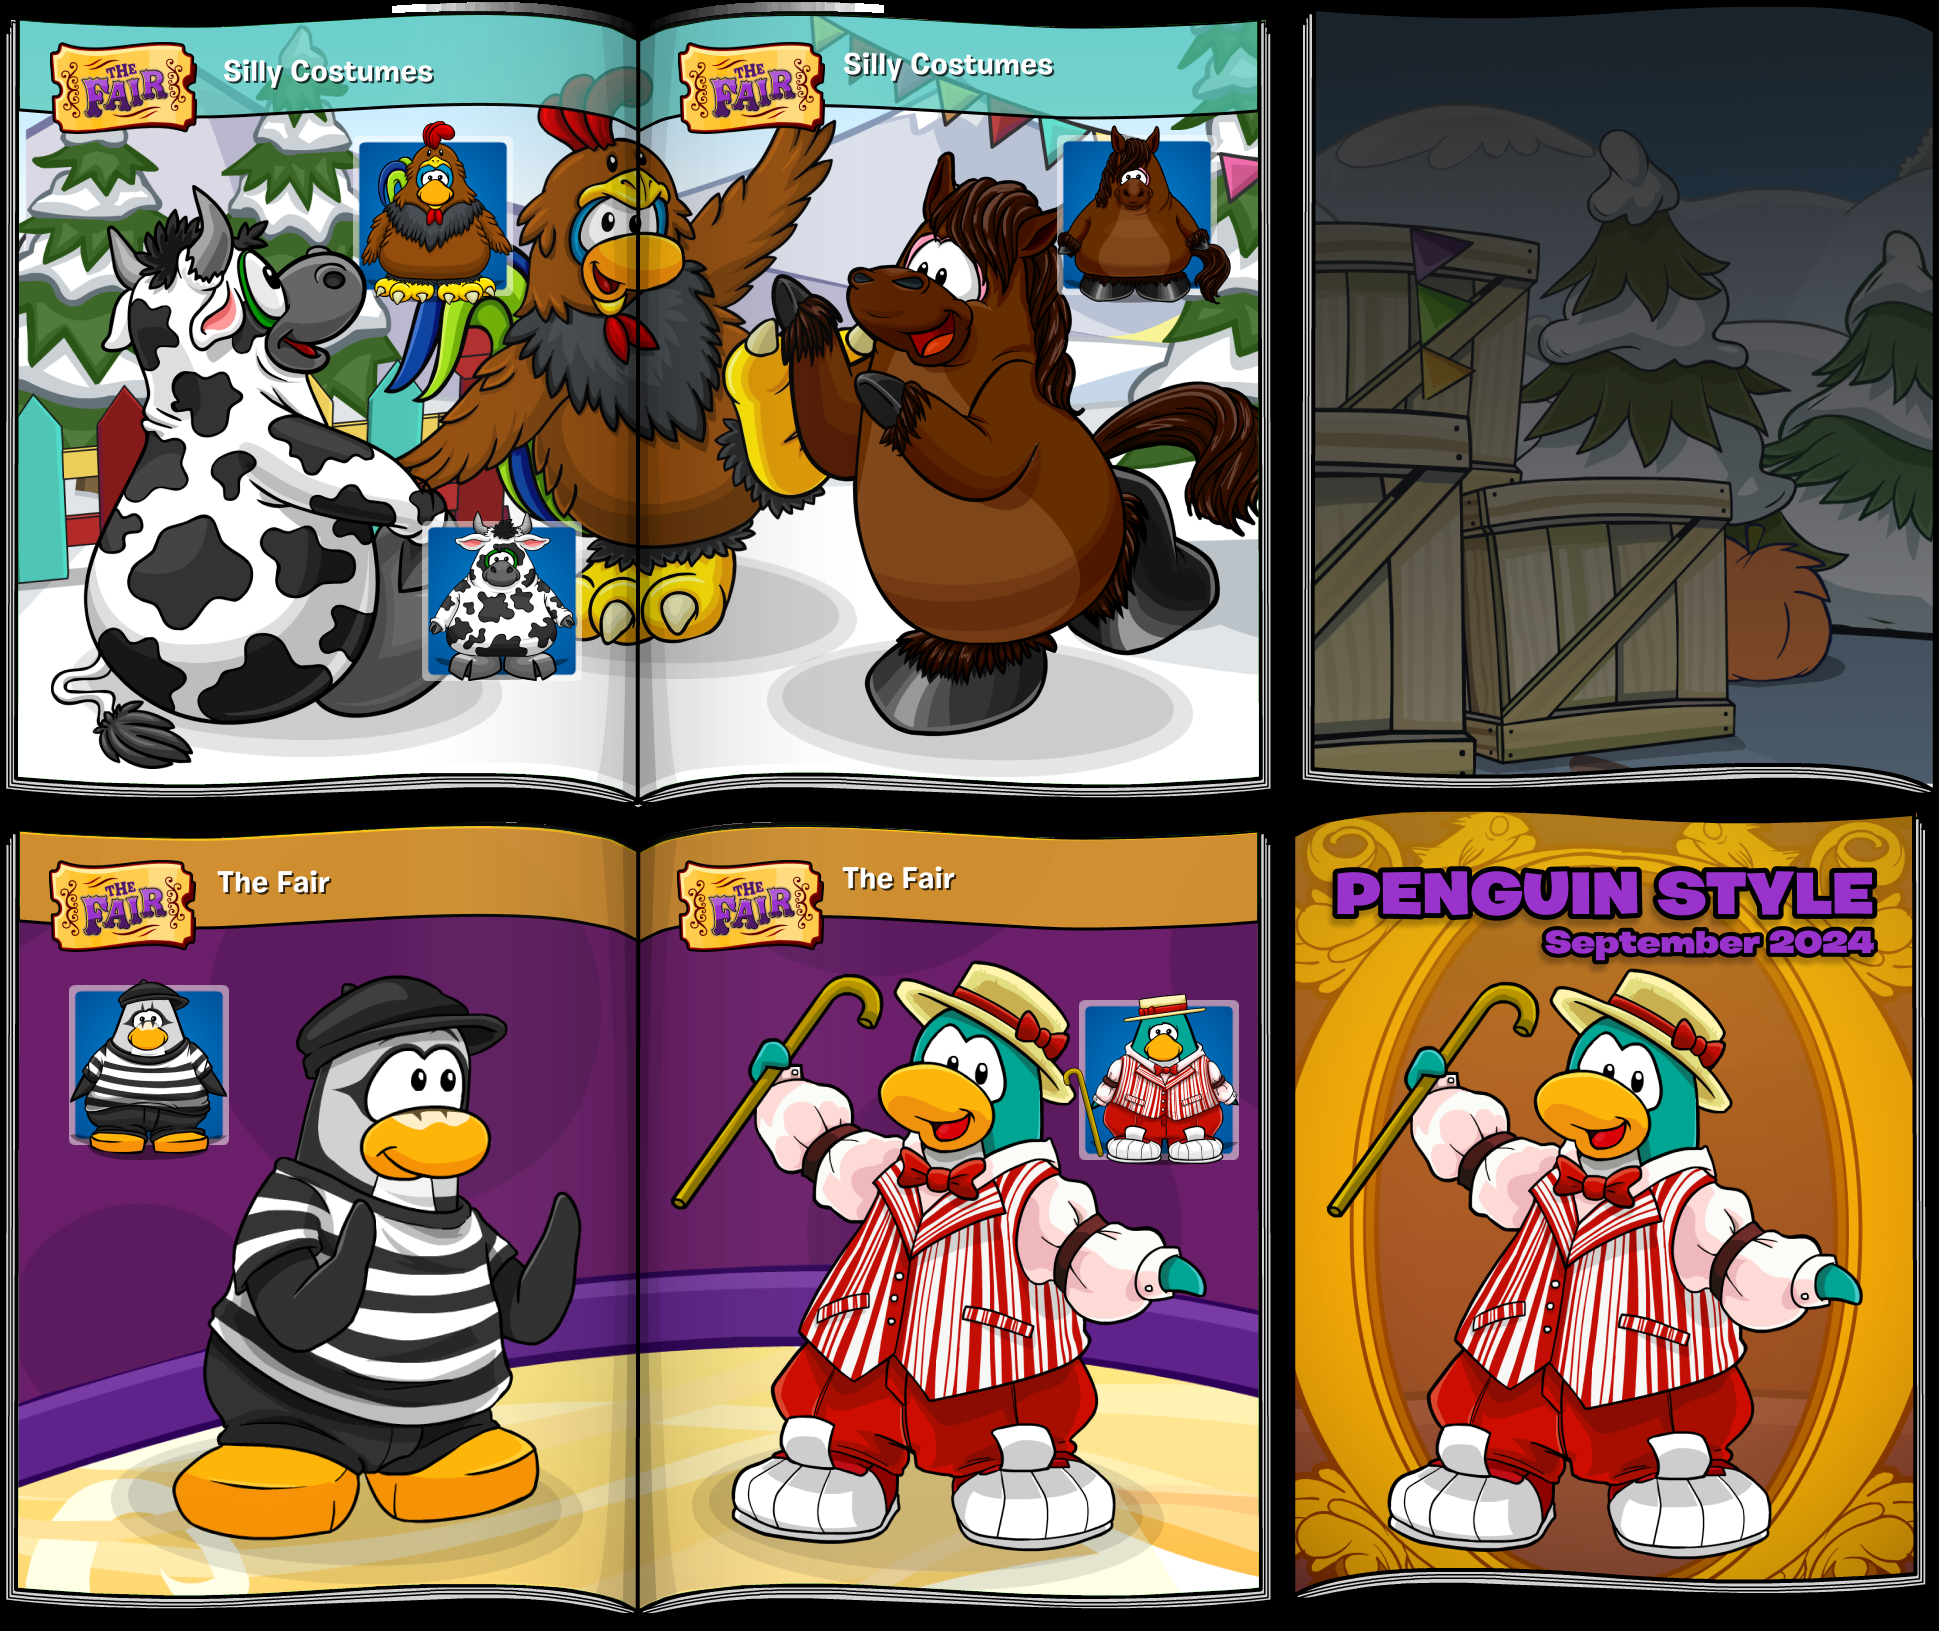 THE
FAIR
Silly Costumes
THE
FAIR
Silly Costumes
THE
FAIR
The Fair
THE
FAIR
The Fair
PENGUIN STYLE
September 2024